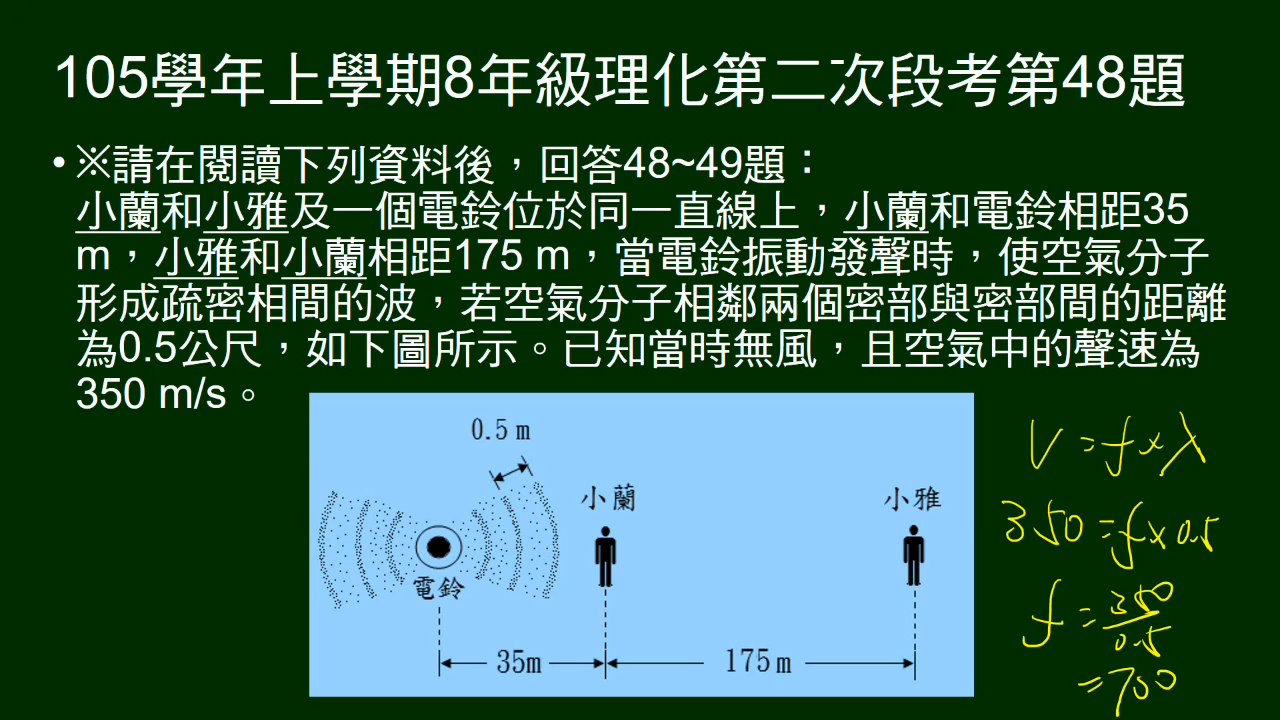 105學年上學期8年級理化第二次段考第48題
•※請在閱讀下列資料後，回答48~49題：
小蘭和小雅及一個電鈴位於同一直線上，小蘭和電鈴相距35
m，小雅和小蘭相距175 m，當電鈴振動發聲時，使空氣分子
形成疏密相間的波，若空氣分子相鄰兩個密部與密部間的距離
為0.5公尺，如下圖所示。已知當時無風，且空氣中的聲速為
350 m/s。
0.5 m
小蘭
小雅
電鈴
35m
175 m
V=f×λ
350=f×0.5
f=350/0.5
=700